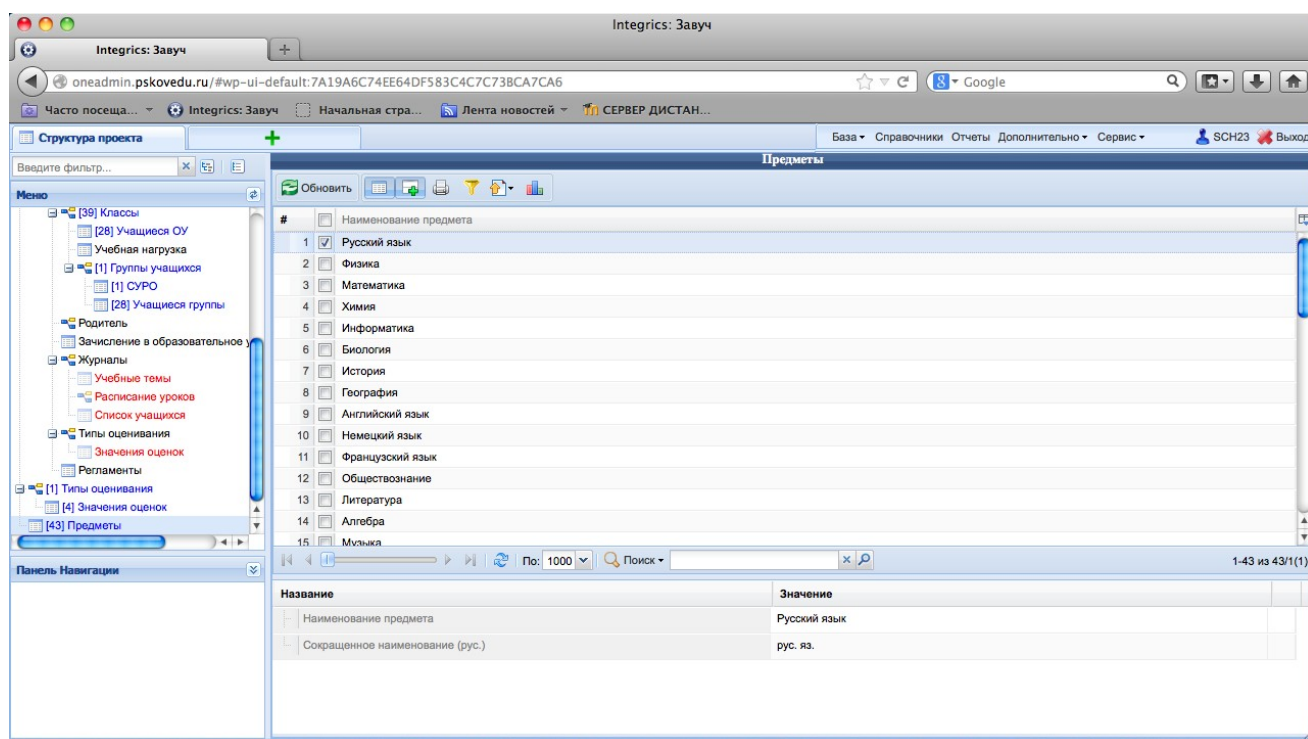 Integrics: Завуч
Integrics: Завуч
oneadmin.pskovedu.ru/#wp-ui-default:7A19A6C74EE64DF583C4C7C73BCA7CA6
Google
Часто посеща... Integrics: Завуч Начальная стра... Лента новостей СЕРВЕР ДИСТАН...
Структура проекта
База Справочники Отчеты Дополнительно Сервис SCH23 Выход
Введите фильтр...
Меню
[39] Классы
[28] Учащиеся ОУ
Учебная нагрузка
[1] Группы учащихся
[1] СУРО
[28] Учащиеся группы
Родитель
Зачисление в образовательное у
Журналы
Учебные темы
Расписание уроков
Список учащихся
Типы оценивания
Значения оценок
Регламенты
[1] Типы оценивания
[4] Значения оценок
[43] Предметы
Панель Навигации
Предметы
Обновить
# Наименование предмета
1 Русский язык
2 Физика
3 Математика
4 Химия
5 Информатика
6 Биология
7 История
8 География
9 Английский язык
10 Немецкий язык
11 Французский язык
12 Обществознание
13 Литература
14 Алгебра
15 Музыка
По: 1000 Поиск 1-43 из 43/1(1)
Название Значение
Наименование предмета Русский язык
Сокращенное наименование (рус.) рус. яз.